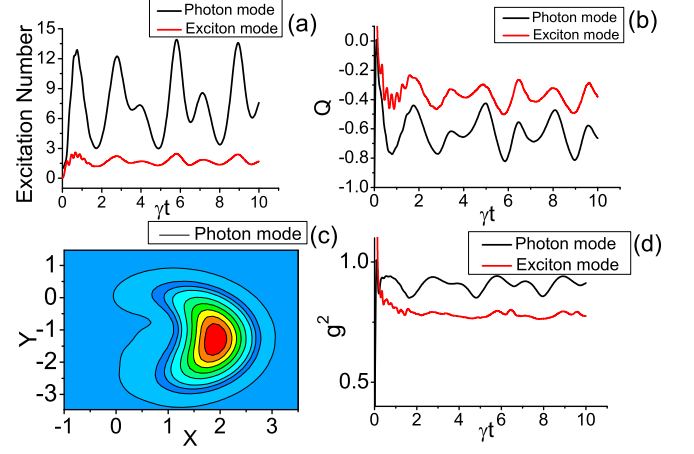 Photon mode
Exciton mode
(a)
Excitation Number
15
12
9
6
3
0
0 2 4 6 8 10
γt
Photon mode
Exciton mode
(b)
Q
0.0
-0.2
-0.4
-0.6
-0.8
-1.0
0 2 4 6 8 10
γt
Photon mode
(c)
Y
1
0
-1
-2
-3
-1 0 1 2 3
X
Photon mode
Exciton mode
(d)
g²
1.0
0.5
0 2 4 6 8 10
γt